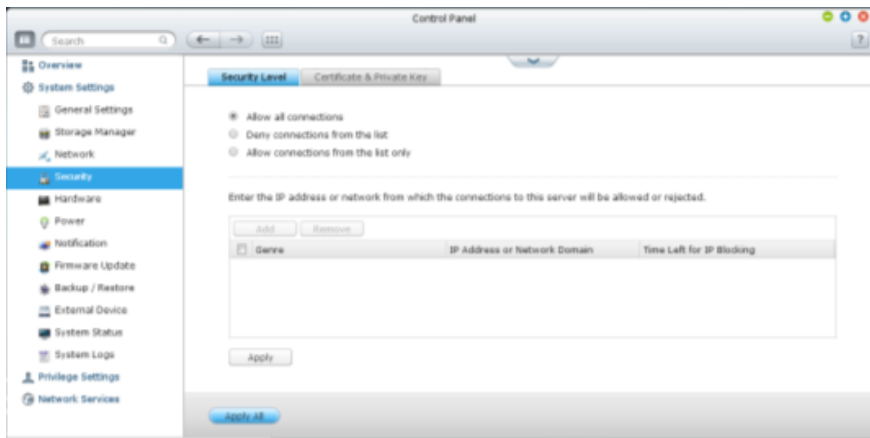 Control Panel
Search
?
Overview
System Settings
General Settings
Storage Manager
Network
Security
Hardware
Power
Notification
Firmware Update
Backup / Restore
External Device
System Status
System Logs
Privilege Settings
Network Services
Security Level
Certificate & Private Key
Allow all connections
Deny connections from the list
Allow connections from the list only
Enter the IP address or network from which the connections to this server will be allowed or rejected.
Add Remove
Genre IP Address or Network Domain Time Left for IP Blocking
Apply
Apply All